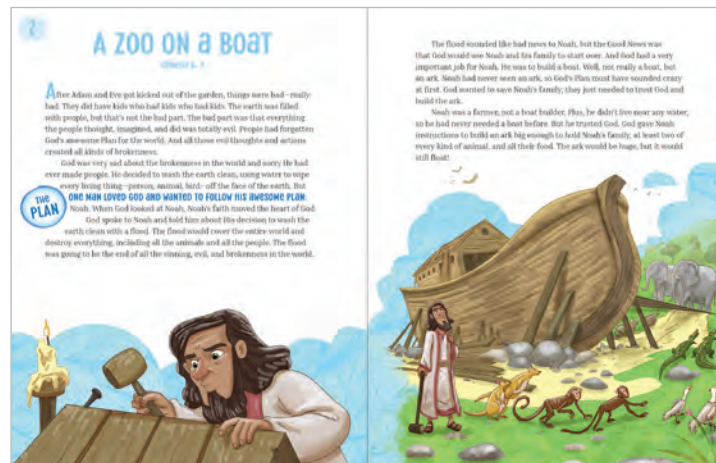 2
A ZOO ON A BOAT
GENESIS 6–9
After Adam and Eve got kicked out of the garden, things were bad—really
bad. They did have kids who had kids who had kids. The earth was filled
with people, but that's not the bad part. The bad part was that everything
the people thought, imagined, and did was totally evil. People had forgotten
God's awesome Plan for the world. And all those evil thoughts and actions
created all kinds of brokenness.
God was very sad about the brokenness in the world and sorry He had
ever made people. He decided to wash the earth clean, using water to wipe
every living thing—person, animal, bird—off the face of the earth. But
THE
PLAN
ONE MAN LOVED GOD AND WANTED TO FOLLOW HIS AWESOME PLAN:
Noah. When God looked at Noah, Noah's faith moved the heart of God.
God spoke to Noah and told him about His decision to wash the
earth clean with a flood. The flood would cover the entire world and
destroy everything, including all the animals and all the people. The flood
was going to be the end of all the sinning, evil, and brokenness in the world.
The flood sounded like bad news to Noah, but the Good News was
that God would use Noah and his family to start over. And God had a very
important job for Noah. He was to build a boat. Well, not really a boat, but
an ark. Noah had never seen an ark, so God's Plan must have sounded crazy
at first. God wanted to save Noah's family; they just needed to trust God and
build the ark.
Noah was a farmer, not a boat builder. Plus, he didn't live near any water,
so he had never needed a boat before. But he trusted God. God gave Noah
instructions to build an ark big enough to hold Noah's family, at least two of
every kind of animal, and all their food. The ark would be huge, but it would
still float!